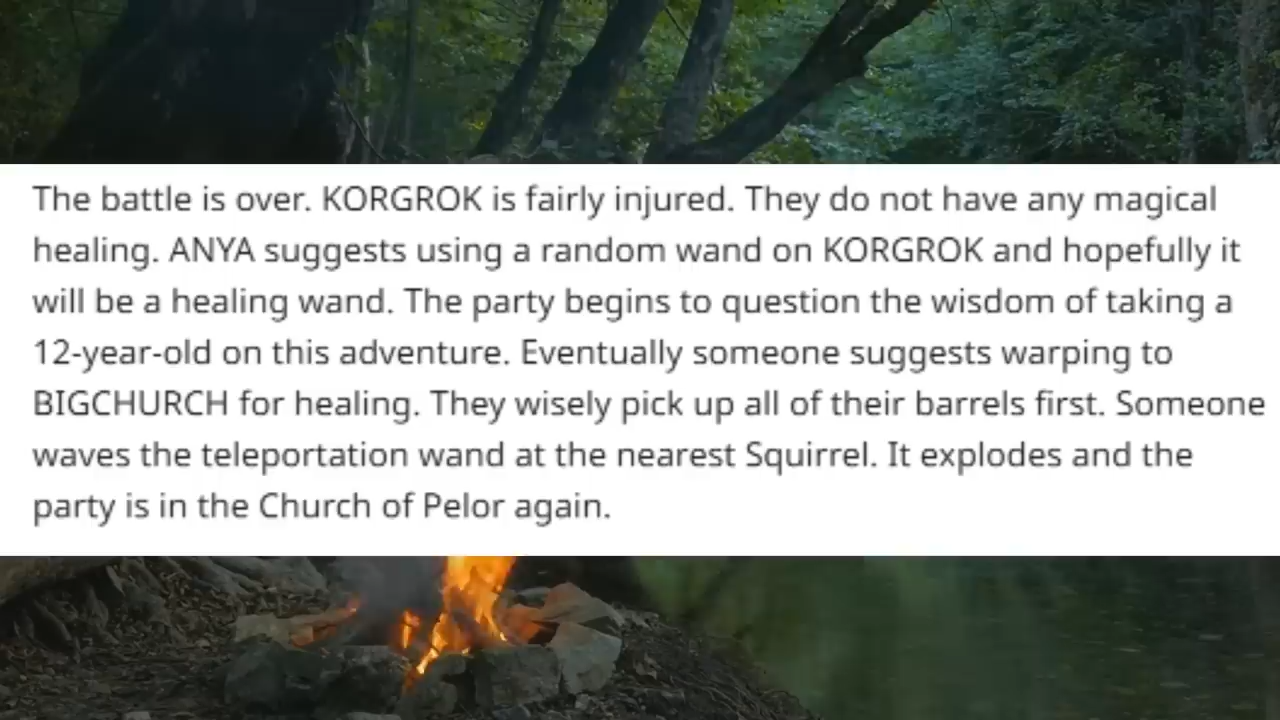 The battle is over. KORGROK is fairly injured. They do not have any magical
healing. ANYA suggests using a random wand on KORGROK and hopefully it
will be a healing wand. The party begins to question the wisdom of taking a
12-year-old on this adventure. Eventually someone suggests warping to
BIGCHURCH for healing. They wisely pick up all of their barrels first. Someone
waves the teleportation wand at the nearest Squirrel. It explodes and the
party is in the Church of Pelor again.